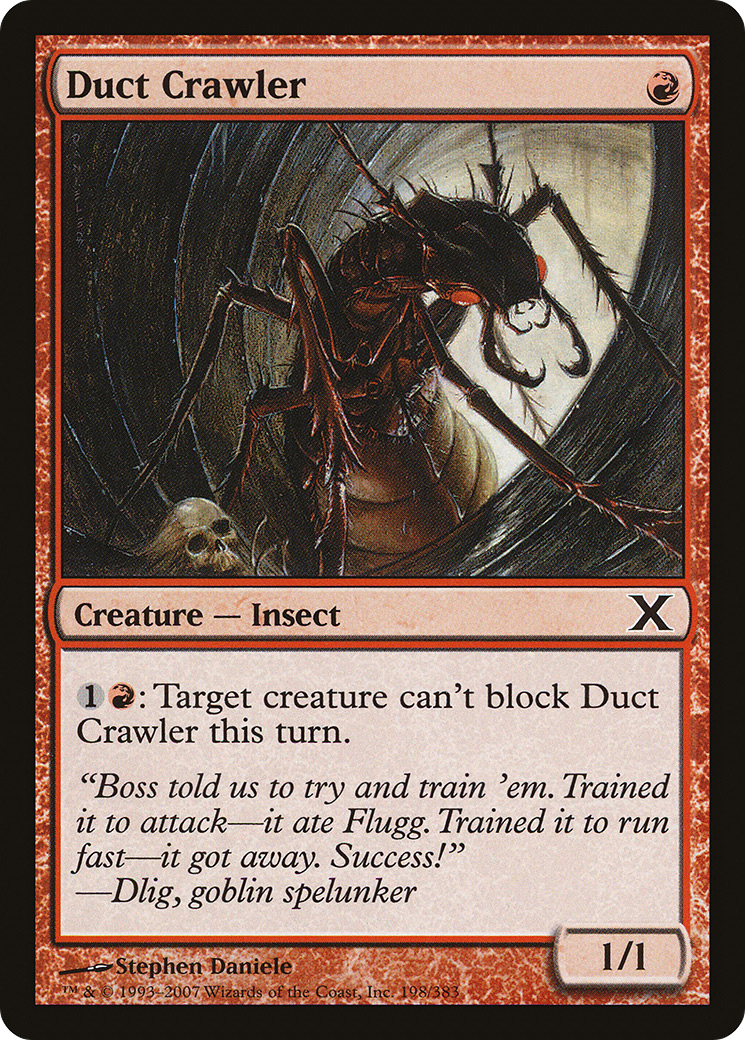 Duct Crawler
Creature — Insect
X
1: Target creature can't block Duct
Crawler this turn.
“Boss told us to try and train ’em. Trained
it to attack—it ate Flugg. Trained it to run
fast—it got away. Success!”
—Dlig, goblin spelunker
1/1
Stephen Daniele
™ & © 1993–2007 Wizards of the Coast, Inc. 198/383